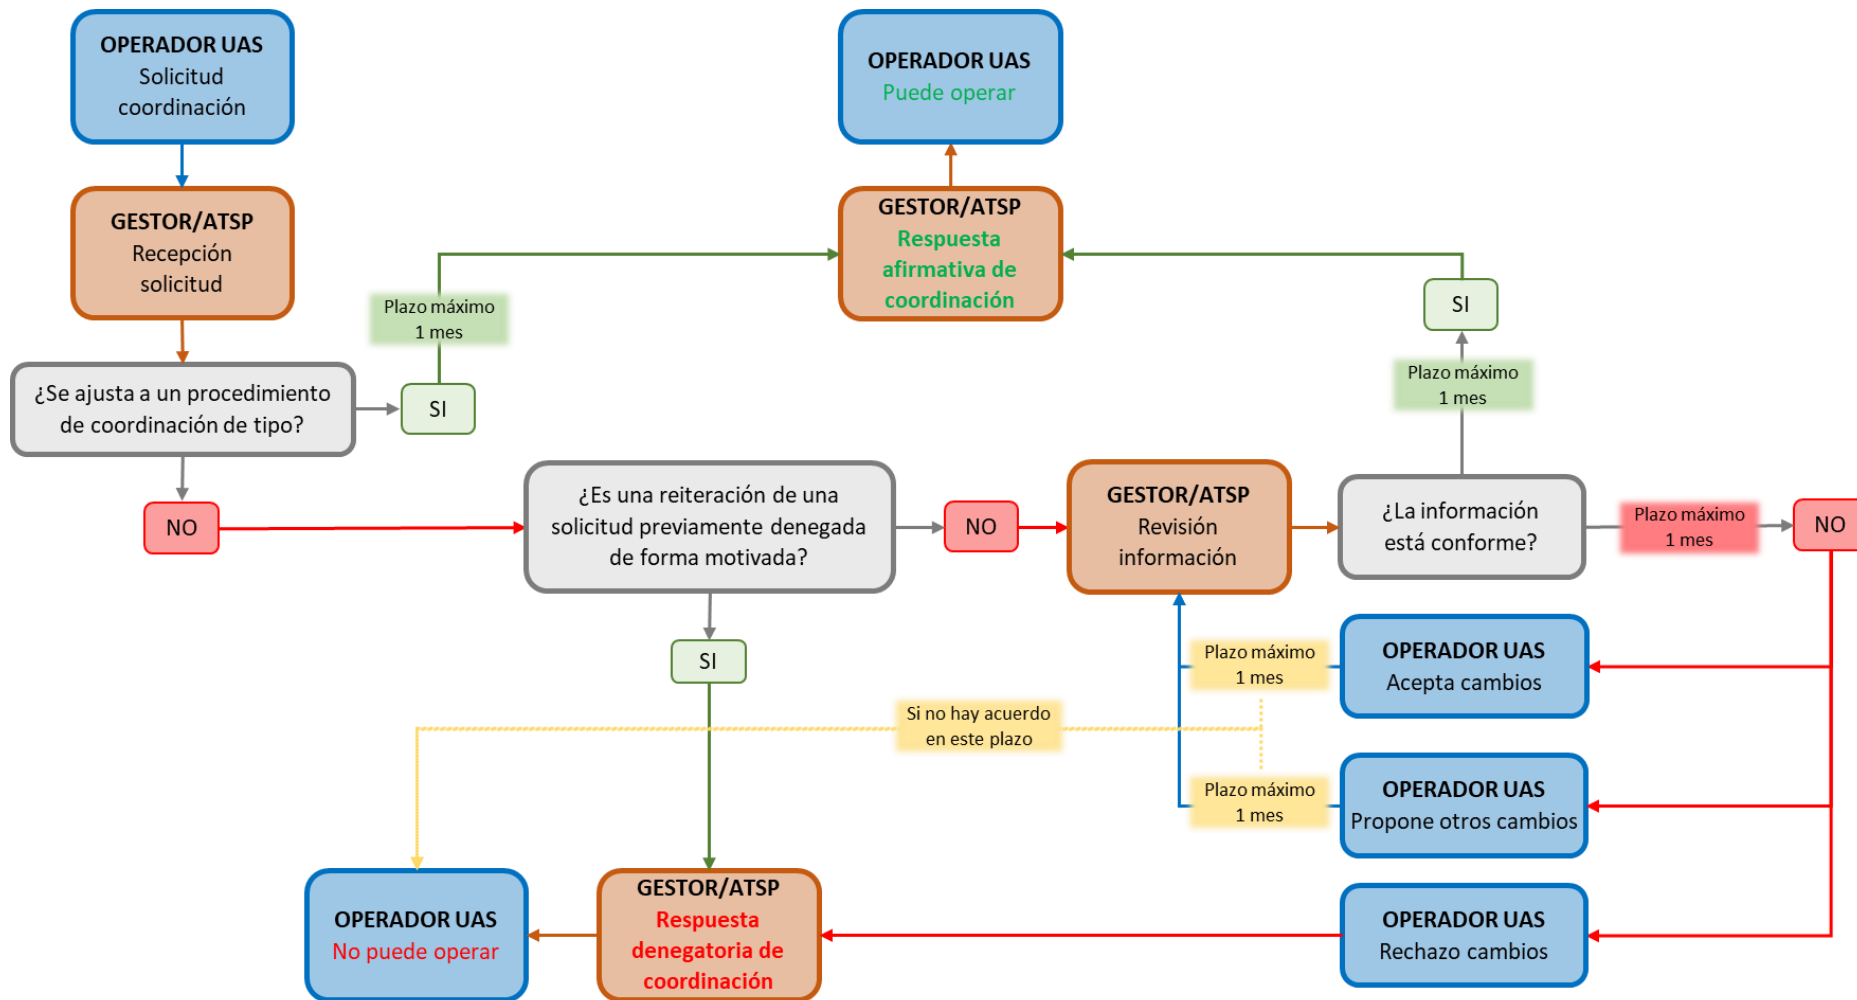 OPERADOR UAS
Solicitud
coordinación
OPERADOR UAS
Puede operar
GESTOR/ATSP
Recepción
solicitud
GESTOR/ATSP
Respuesta
afirmativa de
coordinación
Plazo máximo
1 mes
SI
¿Se ajusta a un procedimiento
de coordinación de tipo?
SI
Plazo máximo
1 mes
NO
¿Es una reiteración de una
solicitud previamente denegada
de forma motivada?
NO
GESTOR/ATSP
Revisión
información
¿La información
está conforme?
Plazo máximo
1 mes
NO
SI
Plazo máximo
1 mes
OPERADOR UAS
Acepta cambios
Si no hay acuerdo
en este plazo
Plazo máximo
1 mes
OPERADOR UAS
Propone otros cambios
OPERADOR UAS
No puede operar
GESTOR/ATSP
Respuesta
denegatoria de
coordinación
OPERADOR UAS
Rechazo cambios